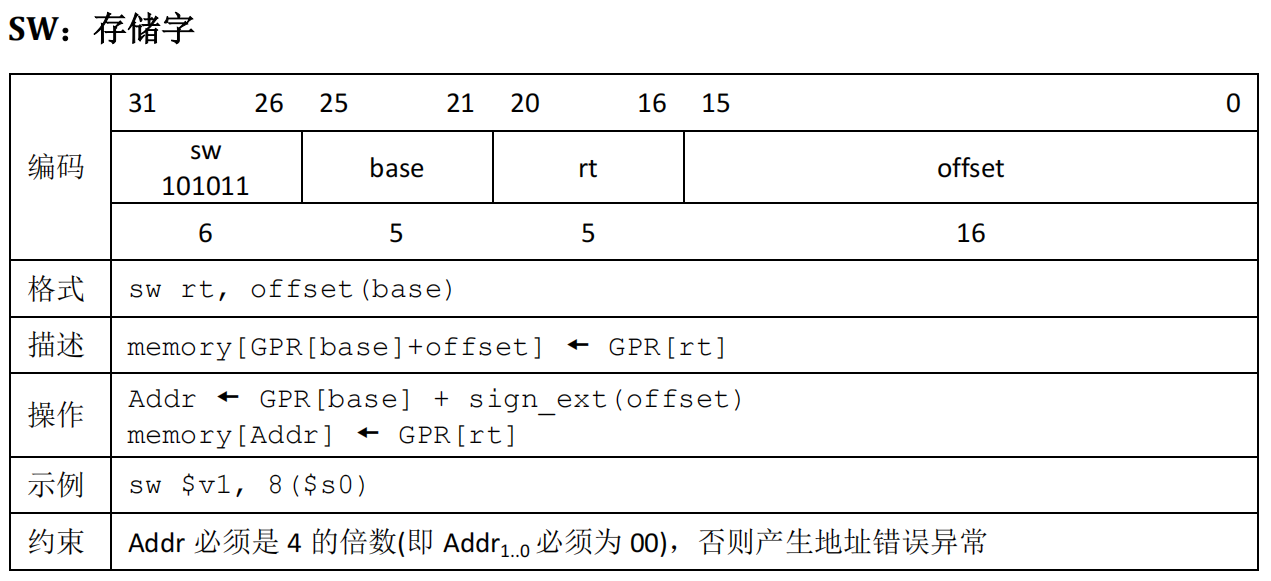 SW：存储字
编码
31 26 25 21 20 16 15 0
sw
101011
base
rt
offset
6 5 5 16
格式
sw rt, offset(base)
描述
memory[GPR[base]+offset] ← GPR[rt]
操作
Addr ← GPR[base] + sign_ext(offset)
memory[Addr] ← GPR[rt]
示例
sw $v1, 8($s0)
约束
Addr 必须是 4 的倍数(即 Addr1..0 必须为 00)，否则产生地址错误异常